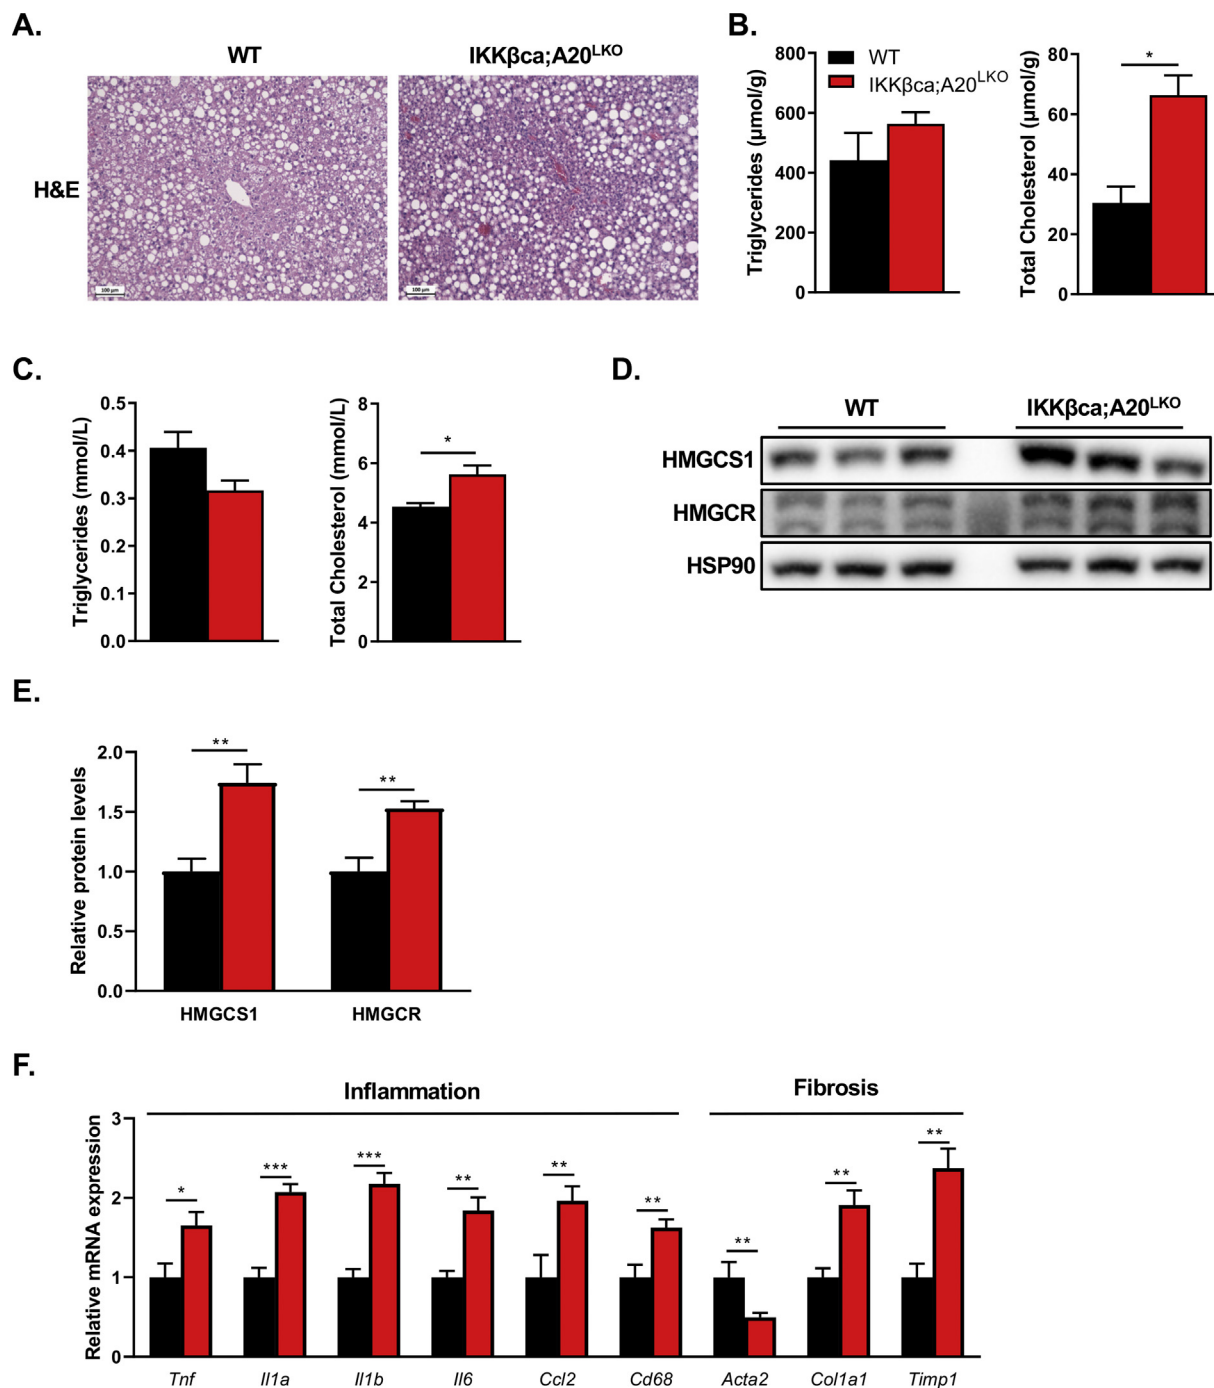 A.
WT
IKKβca;A20LKO
H&E
100 μm
100 μm
B.
Triglycerides (μmol/g)
800
600
400
200
0
WT
IKKβca;A20LKO
Total Cholesterol (μmol/g)
80
60
40
20
0
*
C.
Triglycerides (mmol/L)
0.5
0.4
0.3
0.2
0.1
0.0
Total Cholesterol (mmol/L)
8
6
4
2
0
*
D.
WT
IKKβca;A20LKO
HMGCS1
HMGCR
HSP90
E.
Relative protein levels
2.0
1.5
1.0
0.5
0.0
**
**
HMGCS1
HMGCR
F.
Inflammation
Fibrosis
Relative mRNA expression
3
2
1
0
*
***
***
**
**
**
**
**
**
Tnf
Il1a
Il1b
Il6
Ccl2
Cd68
Acta2
Col1a1
Timp1